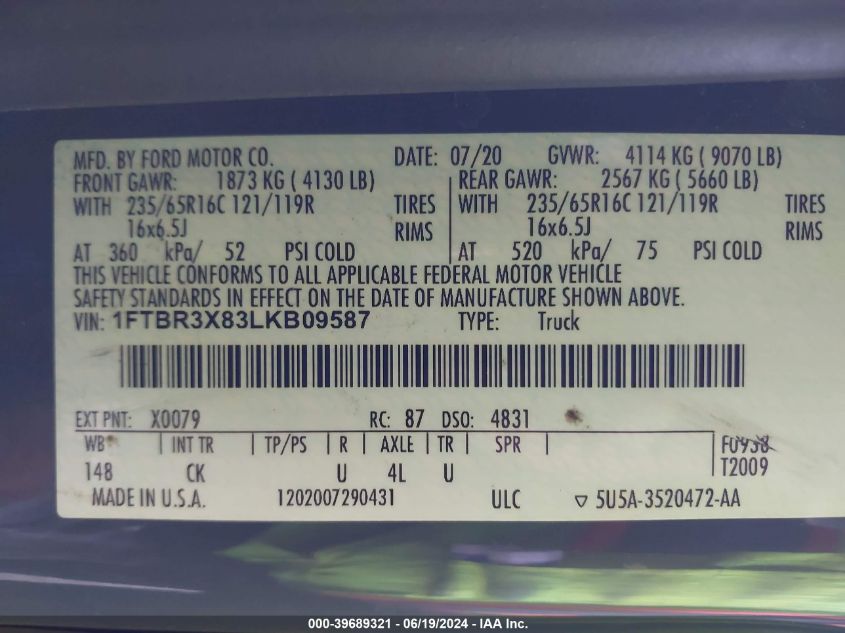 MFD. BY FORD MOTOR CO. DATE: 07/20 GVWR: 4114 KG ( 9070 LB)
FRONT GAWR: 1873 KG ( 4130 LB) REAR GAWR: 2567 KG ( 5660 LB)
WITH 235/65R16C 121/119R TIRES WITH 235/65R16C 121/119R TIRES
16x6.5J RIMS 16x6.5J RIMS
AT 360 kPa/ 52 PSI COLD AT 520 kPa/ 75 PSI COLD
THIS VEHICLE CONFORMS TO ALL APPLICABLE FEDERAL MOTOR VEHICLE
SAFETY STANDARDS IN EFFECT ON THE DATE OF MANUFACTURE SHOWN ABOVE.
VIN: 1FTBR3X83LKB09587 TYPE: Truck
EXT PNT: X0079 RC: 87 DSO: 4831
WB INT TR TP/PS R AXLE TR SPR F0938
148 CK U 4L U T2009
MADE IN U.S.A. 1202007290431 ULC ▽ 5U5A-3520472-AA
000-39689321 - 06/19/2024 - IAA Inc.